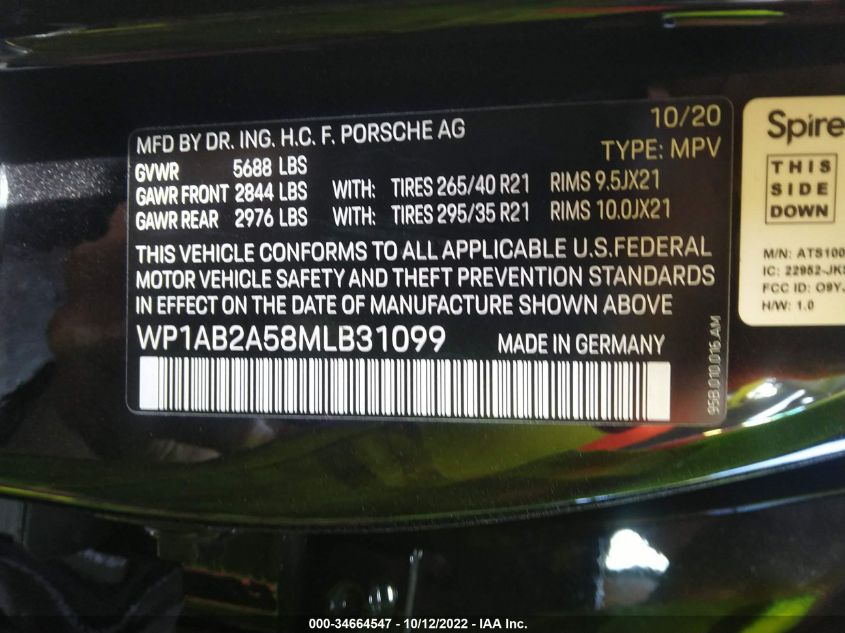 10/20
MFD BY DR. ING. H.C. F. PORSCHE AG
TYPE: MPV
GVWR 5688 LBS
GAWR FRONT 2844 LBS WITH: TIRES 265/40 R21 RIMS 9.5JX21
GAWR REAR 2976 LBS WITH: TIRES 295/35 R21 RIMS 10.0JX21
THIS VEHICLE CONFORMS TO ALL APPLICABLE U.S.FEDERAL
MOTOR VEHICLE SAFETY AND THEFT PREVENTION STANDARDS
IN EFFECT ON THE DATE OF MANUFACTURE SHOWN ABOVE
WP1AB2A58MLB31099 MADE IN GERMANY
95B.010.016.AM
Spire
THIS
SIDE
DOWN
M/N: ATS100
IC: 22952-JK
FCC ID: O9Y
H/W: 1.0
000-34664547 - 10/12/2022 - IAA Inc.